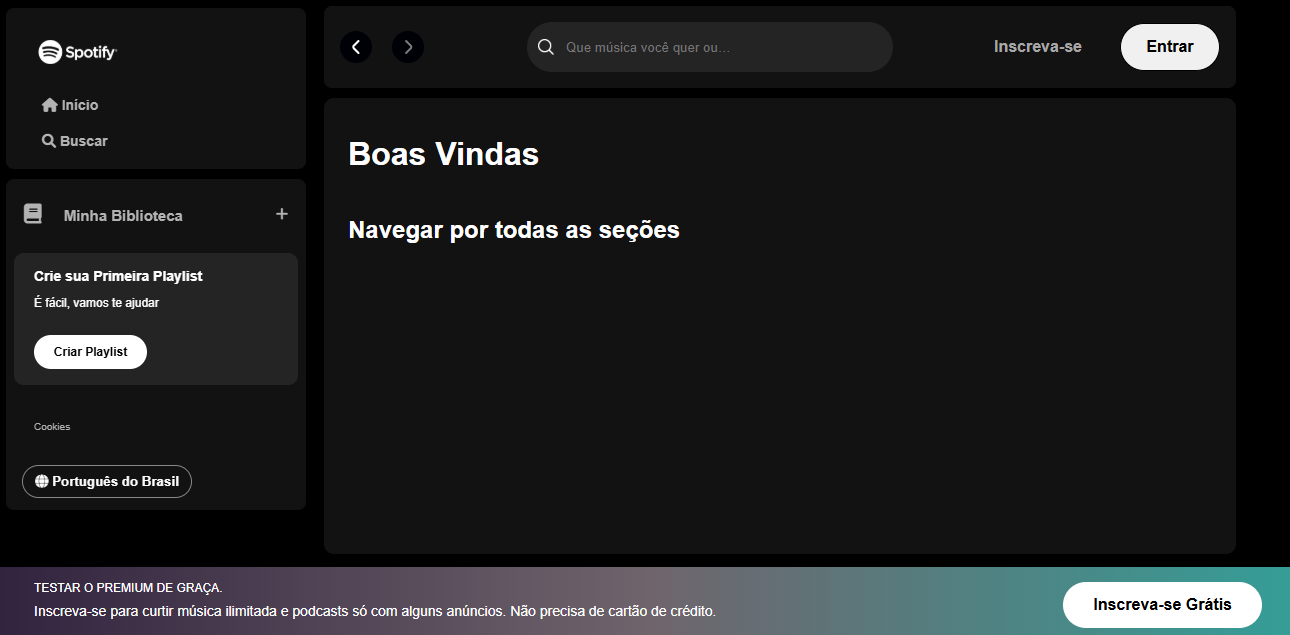 Spotify
Início
Buscar
Minha Biblioteca
Crie sua Primeira Playlist
É fácil, vamos te ajudar
Criar Playlist
Cookies
Português do Brasil
Que música você quer ou...
Inscreva-se
Entrar
Boas Vindas
Navegar por todas as seções
TESTAR O PREMIUM DE GRAÇA.
Inscreva-se para curtir música ilimitada e podcasts só com alguns anúncios. Não precisa de cartão de crédito.
Inscreva-se Grátis